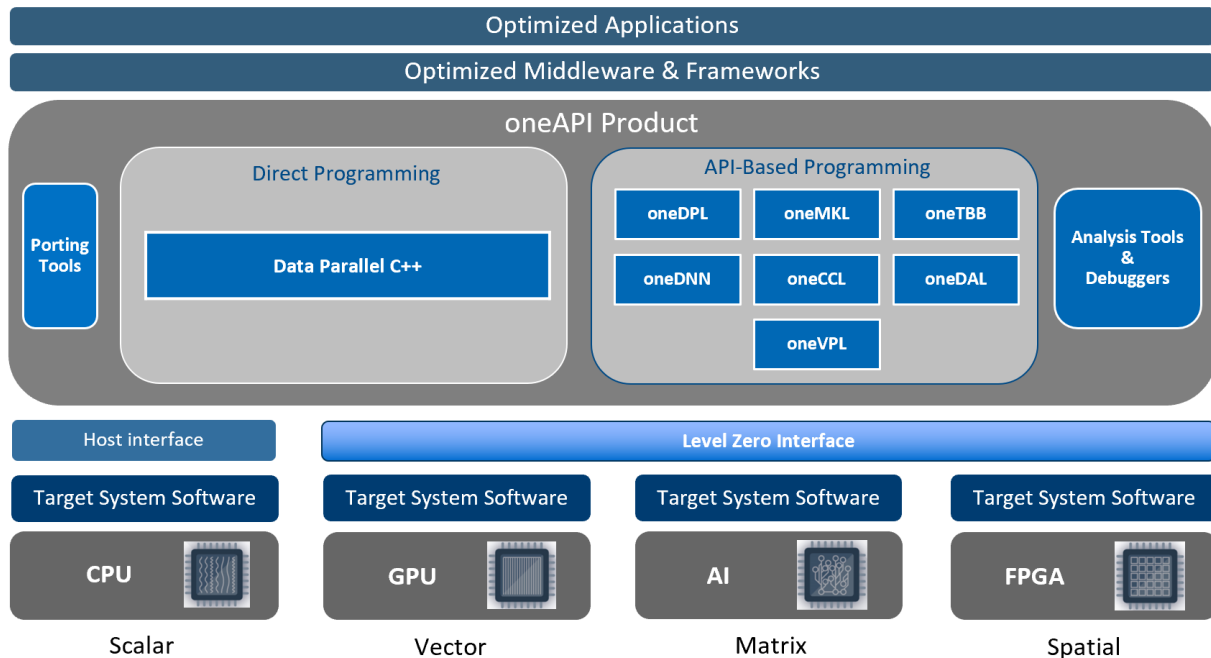 Optimized Applications
Optimized Middleware & Frameworks
oneAPI Product
Direct Programming
API-Based Programming
Porting
Tools
Data Parallel C++
oneDPL
oneMKL
oneTBB
oneDNN
oneCCL
oneDAL
oneVPL
Analysis Tools
&
Debuggers
Host interface
Level Zero Interface
Target System Software
Target System Software
Target System Software
Target System Software
CPU
GPU
AI
FPGA
Scalar
Vector
Matrix
Spatial